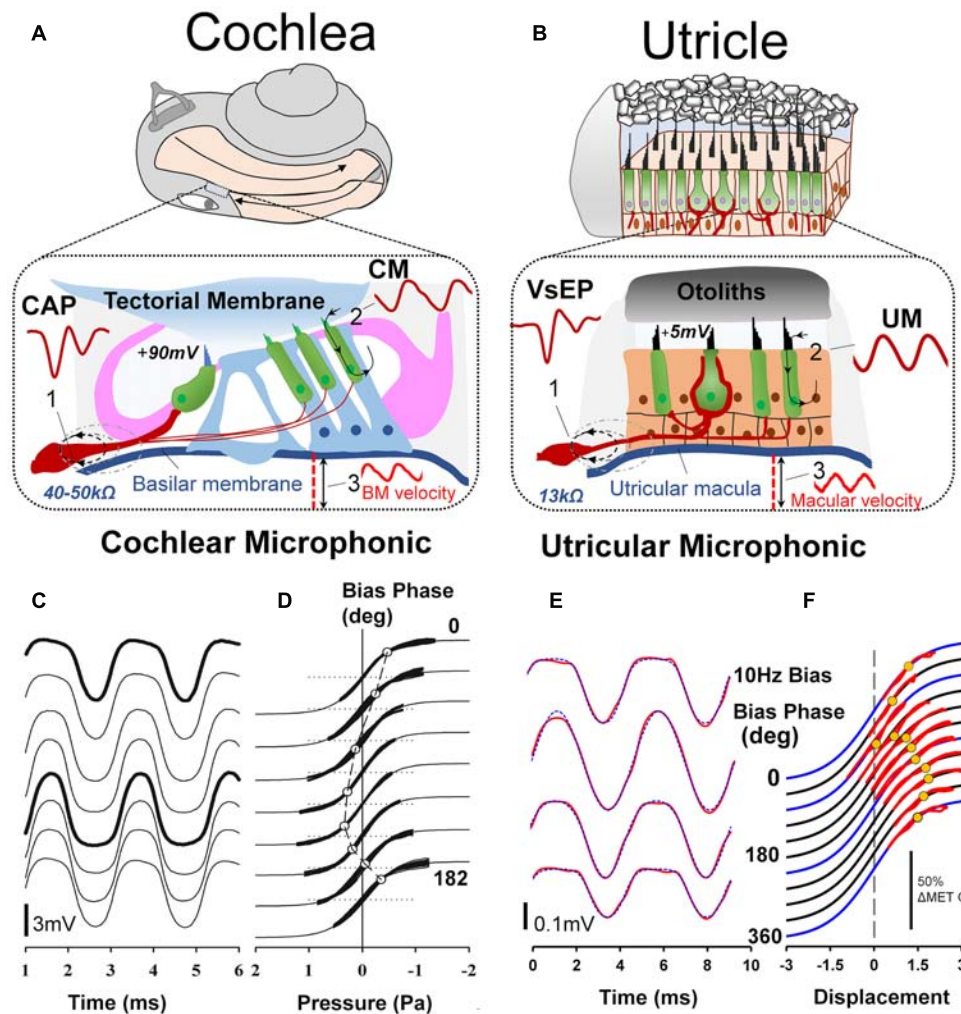 A
Cochlea
B
Utricle
CAP
Tectorial Membrane
CM
2
+90mV
1
40-50kΩ
Basilar membrane
3
BM velocity
VsEP
Otoliths
UM
+5mV
2
1
13kΩ
Utricular macula
3
Macular velocity
Cochlear Microphonic
Utricular Microphonic
C
D
Bias Phase
(deg)
0
182
3mV
1 2 3 4 5 6
Time (ms)
2 1 0 -1 -2
Pressure (Pa)
E
F
10Hz Bias
Bias Phase
(deg)
0
180
360
50%
ΔMET
0.1mV
0 2 4 6 8 10
Time (ms)
-3 -1.5 0 1.5 3
Displacement